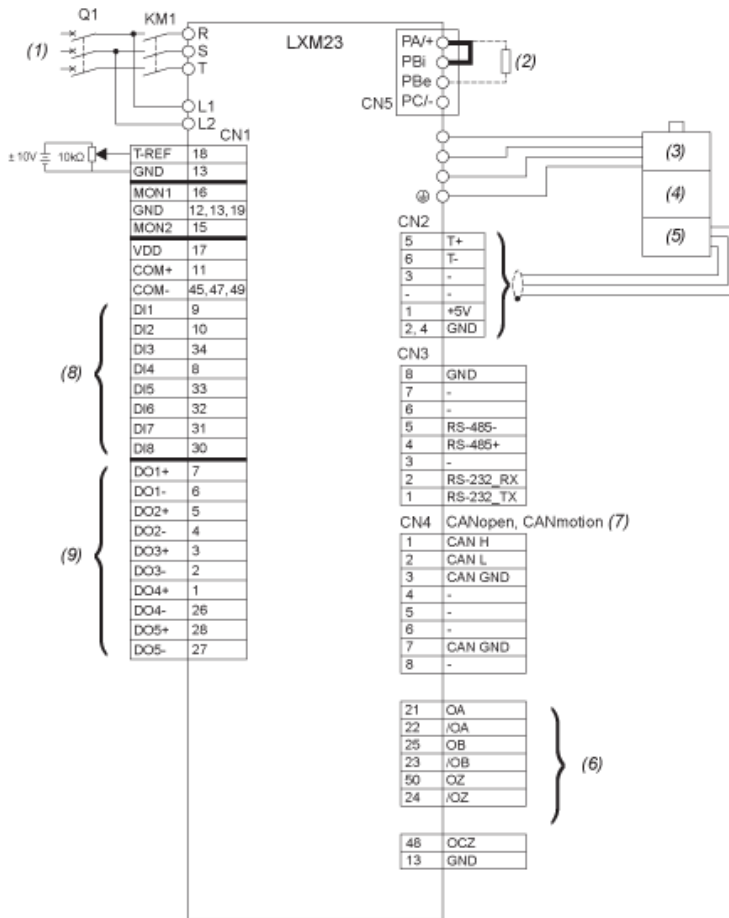 Q1
KM1
(1)
R
S
T
L1
L2
LXM23
PA/+
PBi
PBe
CN5 PC/-
(2)
(3)
(4)
(5)
± 10V
10kΩ
CN1
T-REF 18
GND 13
MON1 16
GND 12,13,19
MON2 15
VDD 17
COM+ 11
COM- 45,47,49
(8)
DI1 9
DI2 10
DI3 34
DI4 8
DI5 33
DI6 32
DI7 31
DI8 30
(9)
DO1+ 7
DO1- 6
DO2+ 5
DO2- 4
DO3+ 3
DO3- 2
DO4+ 1
DO4- 26
DO5+ 28
DO5- 27
CN2
5 T+
6 T-
3 -
- -
1 +5V
2, 4 GND
CN3
8 GND
7 -
6 -
5 RS-485-
4 RS-485+
3 -
2 RS-232_RX
1 RS-232_TX
CN4 CANopen, CANmotion (7)
1 CAN H
2 CAN L
3 CAN GND
4 -
5 -
6 -
7 CAN GND
8 -
21 OA
22 /OA
25 OB
23 /OB
50 OZ
24 /OZ
(6)
48 OCZ
13 GND